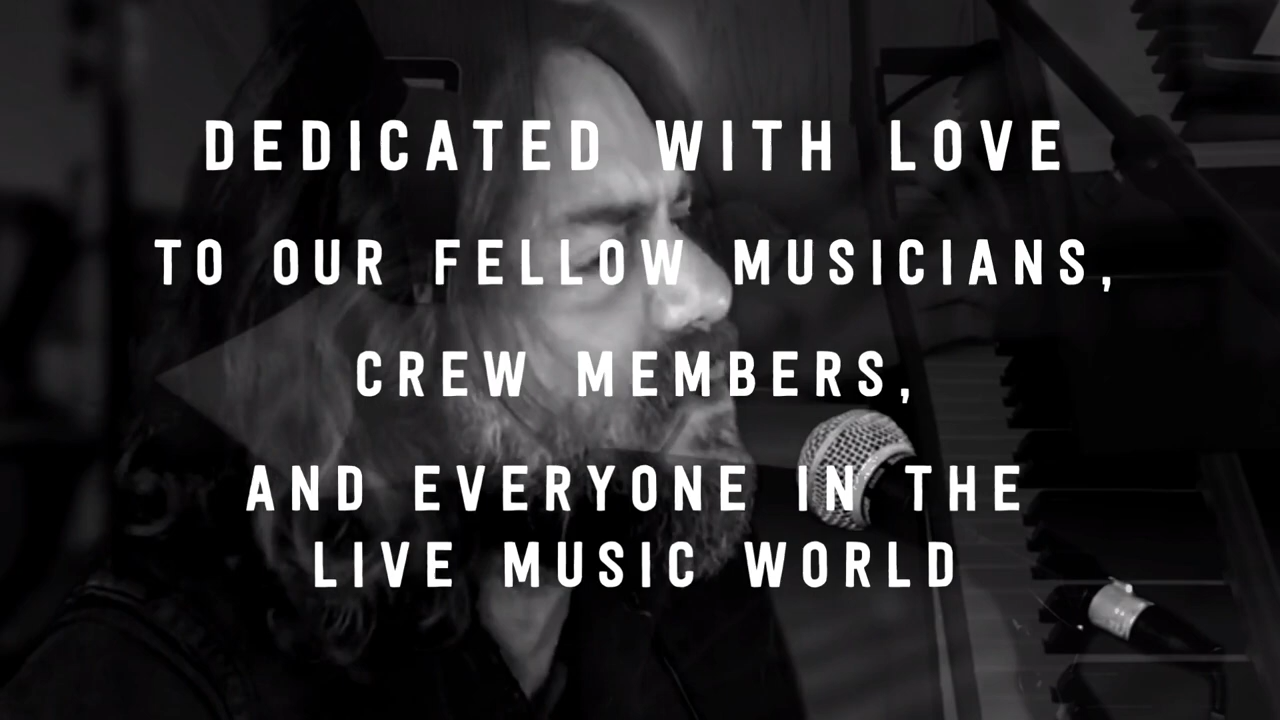 DEDICATED WITH LOVE
TO OUR FELLOW MUSICIANS,
CREW MEMBERS,
AND EVERYONE IN THE
LIVE MUSIC WORLD